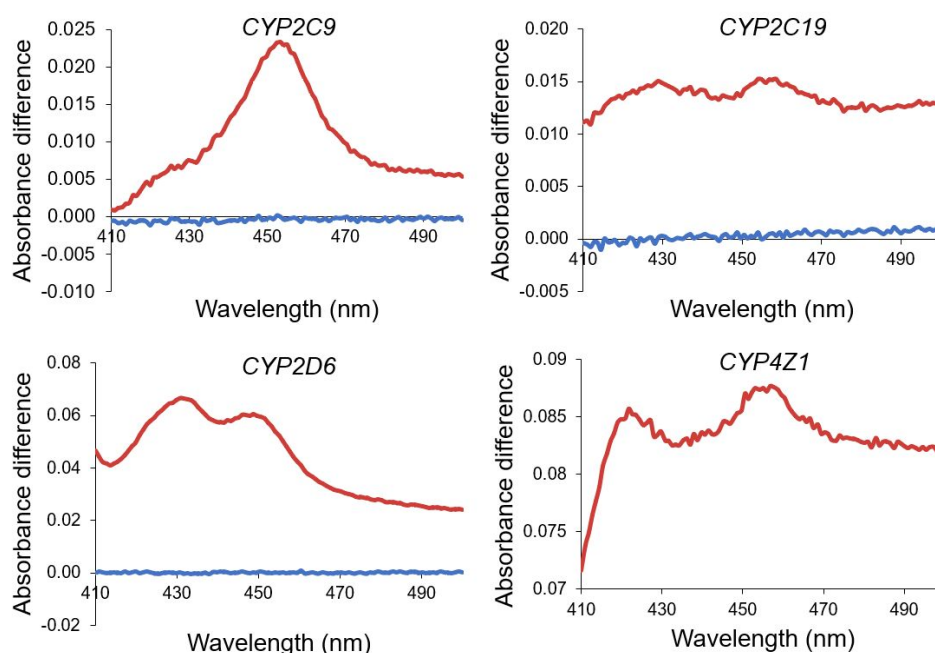 CYP2C9
Absorbance difference
0.025
0.020
0.015
0.010
0.005
0.000
-0.005
-0.010
410 430 450 470 490
Wavelength (nm)
CYP2C19
Absorbance difference
0.020
0.015
0.010
0.005
0.000
-0.005
410 430 450 470 490
Wavelength (nm)
CYP2D6
Absorbance difference
0.08
0.06
0.04
0.02
0.00
-0.02
410 430 450 470 490
Wavelength (nm)
CYP4Z1
Absorbance difference
0.09
0.085
0.08
0.075
0.07
410 430 450 470 490
Wavelength (nm)